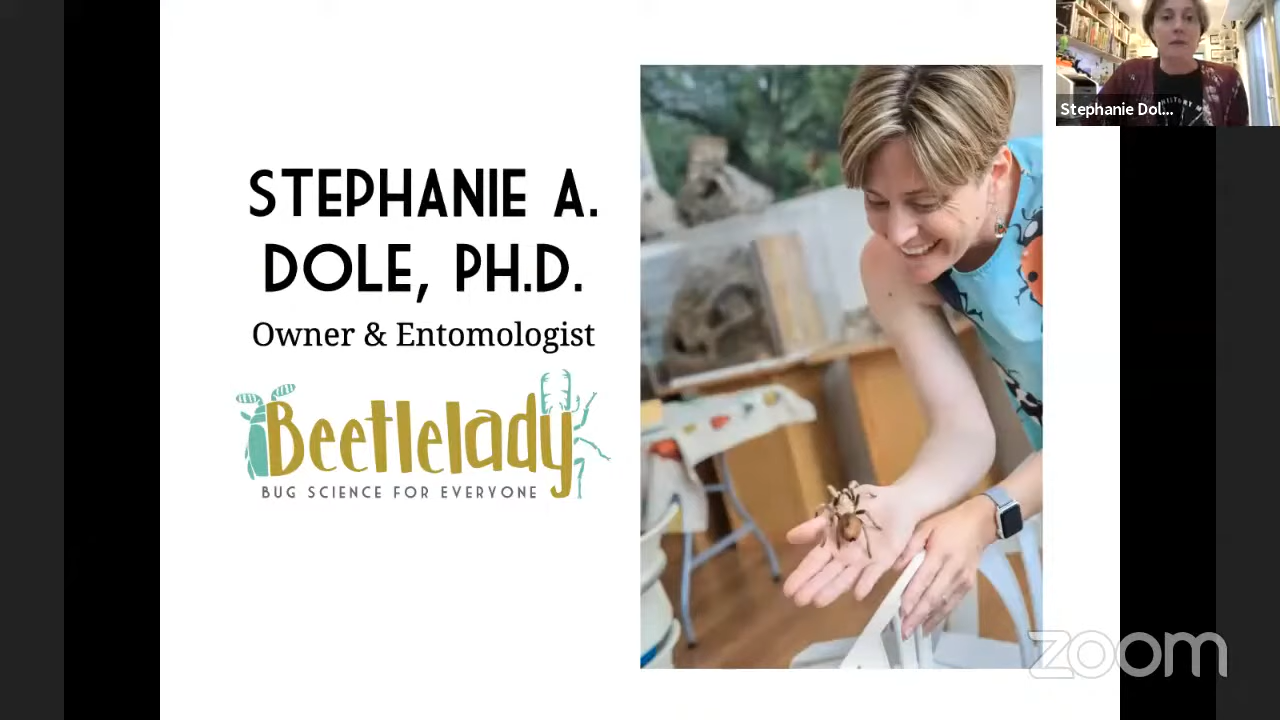 STEPHANIE A.
DOLE, PH.D.
Owner & Entomologist
Beetlelady
BUG SCIENCE FOR EVERYONE
Stephanie Dol...
zoom